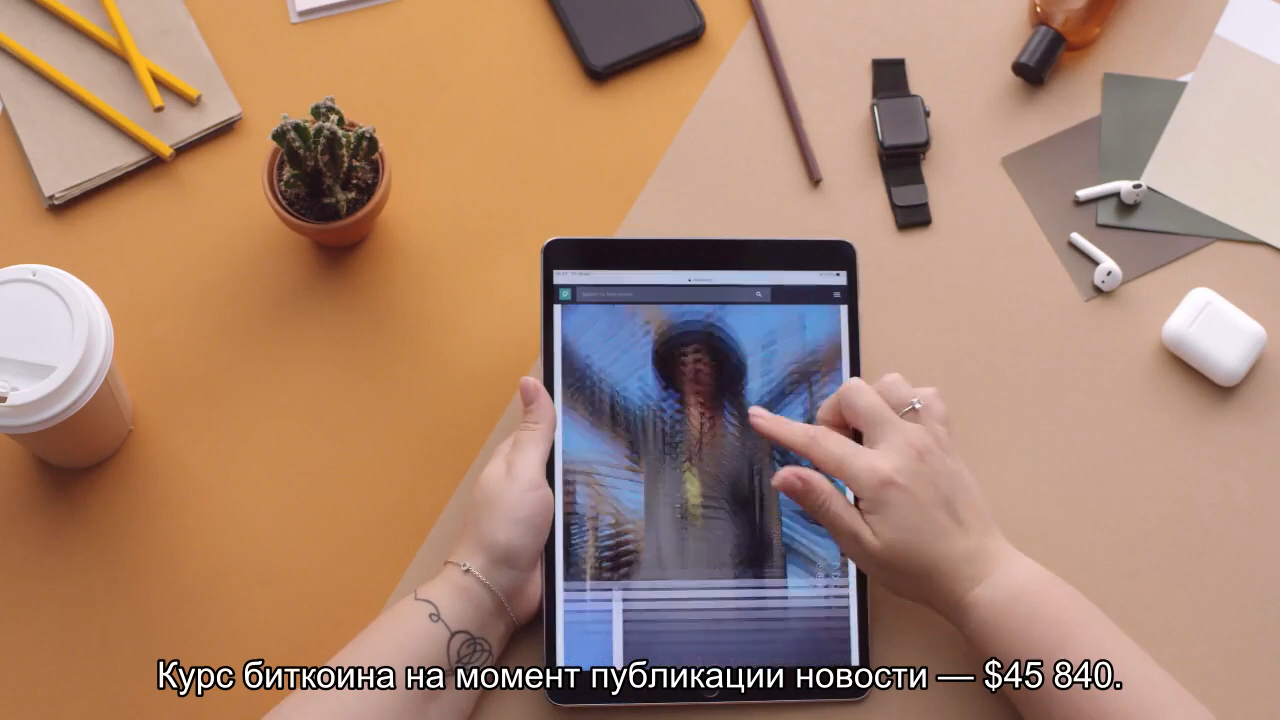 Курс биткоина на момент публикации новости — $45 840.